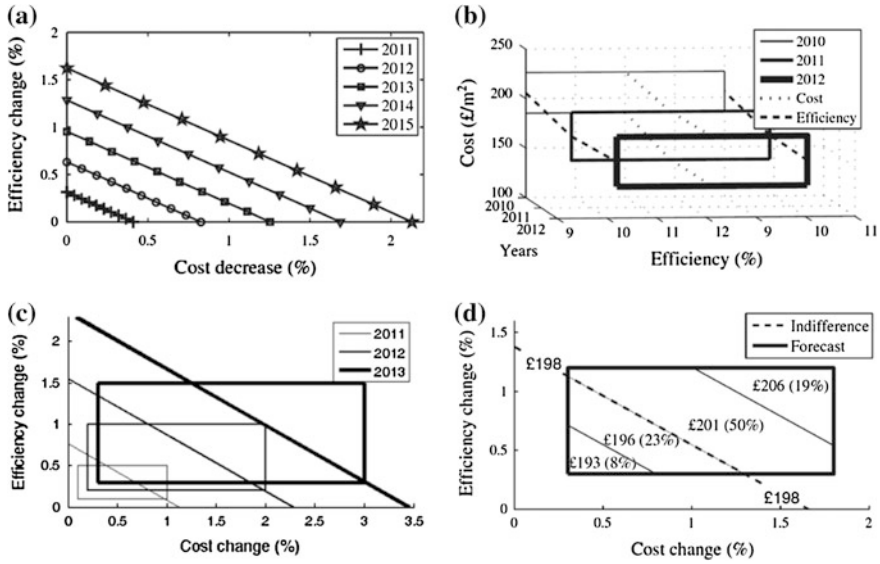 (a)
2
1.5
1
0.5
0
Efficiency change (%)
2011
2012
2013
2014
2015
0 0.5 1 1.5 2
Cost decrease (%)
(b)
250
200
150
100
Cost (£/m²)
2010
2011
2012
Cost
Efficiency
2010
2011
2012
Years
9 10 11 12 9 10 11
Efficiency (%)
(c)
2
1.5
1
0.5
0
Efficiency change (%)
2011
2012
2013
0 0.5 1 1.5 2 2.5 3 3.5
Cost change (%)
(d)
1.5
1
0.5
0
Efficiency change (%)
Indifference
Forecast
£198
£206 (19%)
£201 (50%)
£196 (23%)
£193 (8%)
£198
0 0.5 1 1.5 2
Cost change (%)